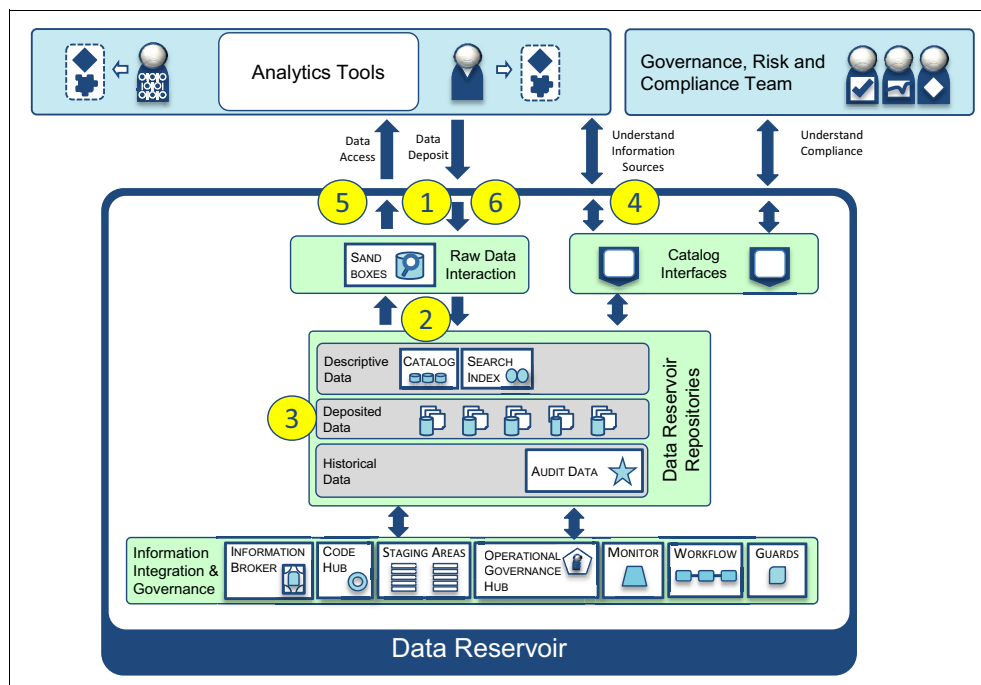 Analytics Tools
Governance, Risk and
Compliance Team
Data
Access
Data
Deposit
Understand
Information
Sources
Understand
Compliance
5
1
6
4
SAND
BOXES
Raw Data
Interaction
Catalog
Interfaces
2
Descriptive
Data
CATALOG
SEARCH
INDEX
3
Deposited
Data
Historical
Data
AUDIT DATA
Data Reservoir
Repositories
Information
Integration &
Governance
INFORMATION
BROKER
CODE
HUB
STAGING AREAS
OPERATIONAL
GOVERNANCE
HUB
MONITOR
WORKFLOW
GUARDS
Data Reservoir